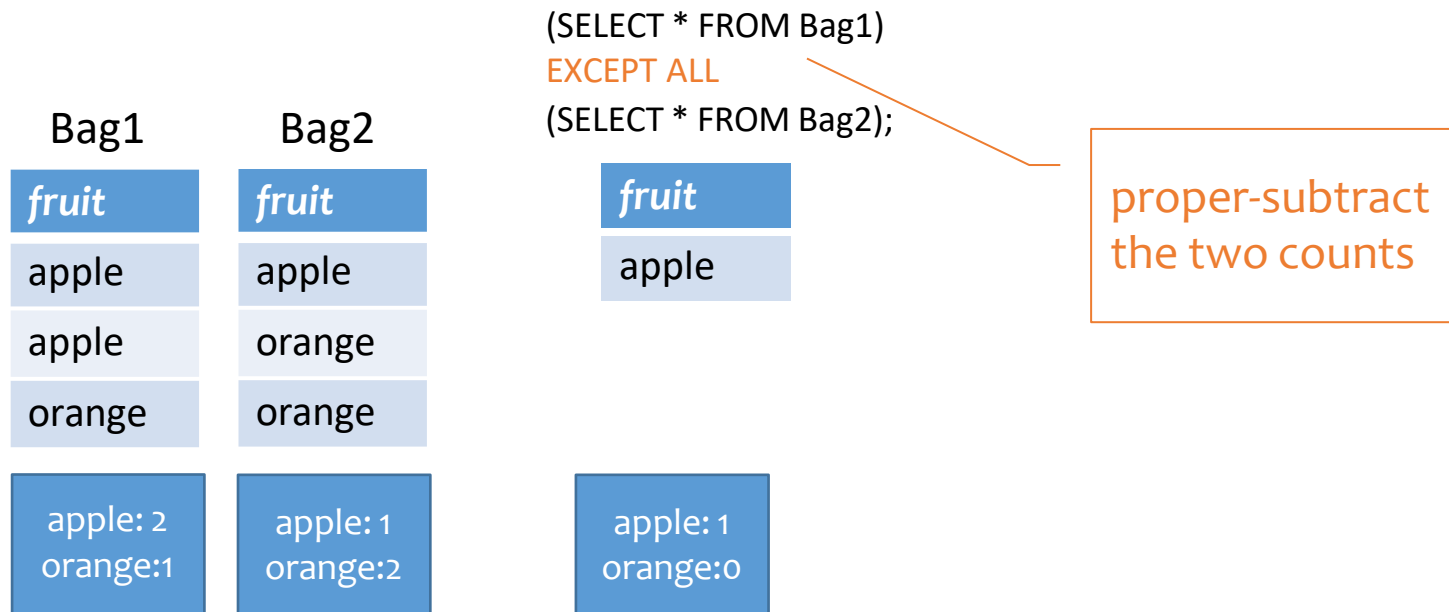 (SELECT * FROM Bag1)
EXCEPT ALL
(SELECT * FROM Bag2);
Bag1
fruit
apple
apple
orange
apple: 2
orange:1
Bag2
fruit
apple
orange
orange
apple: 1
orange:2
fruit
apple
apple: 1
orange:0
proper-subtract
the two counts